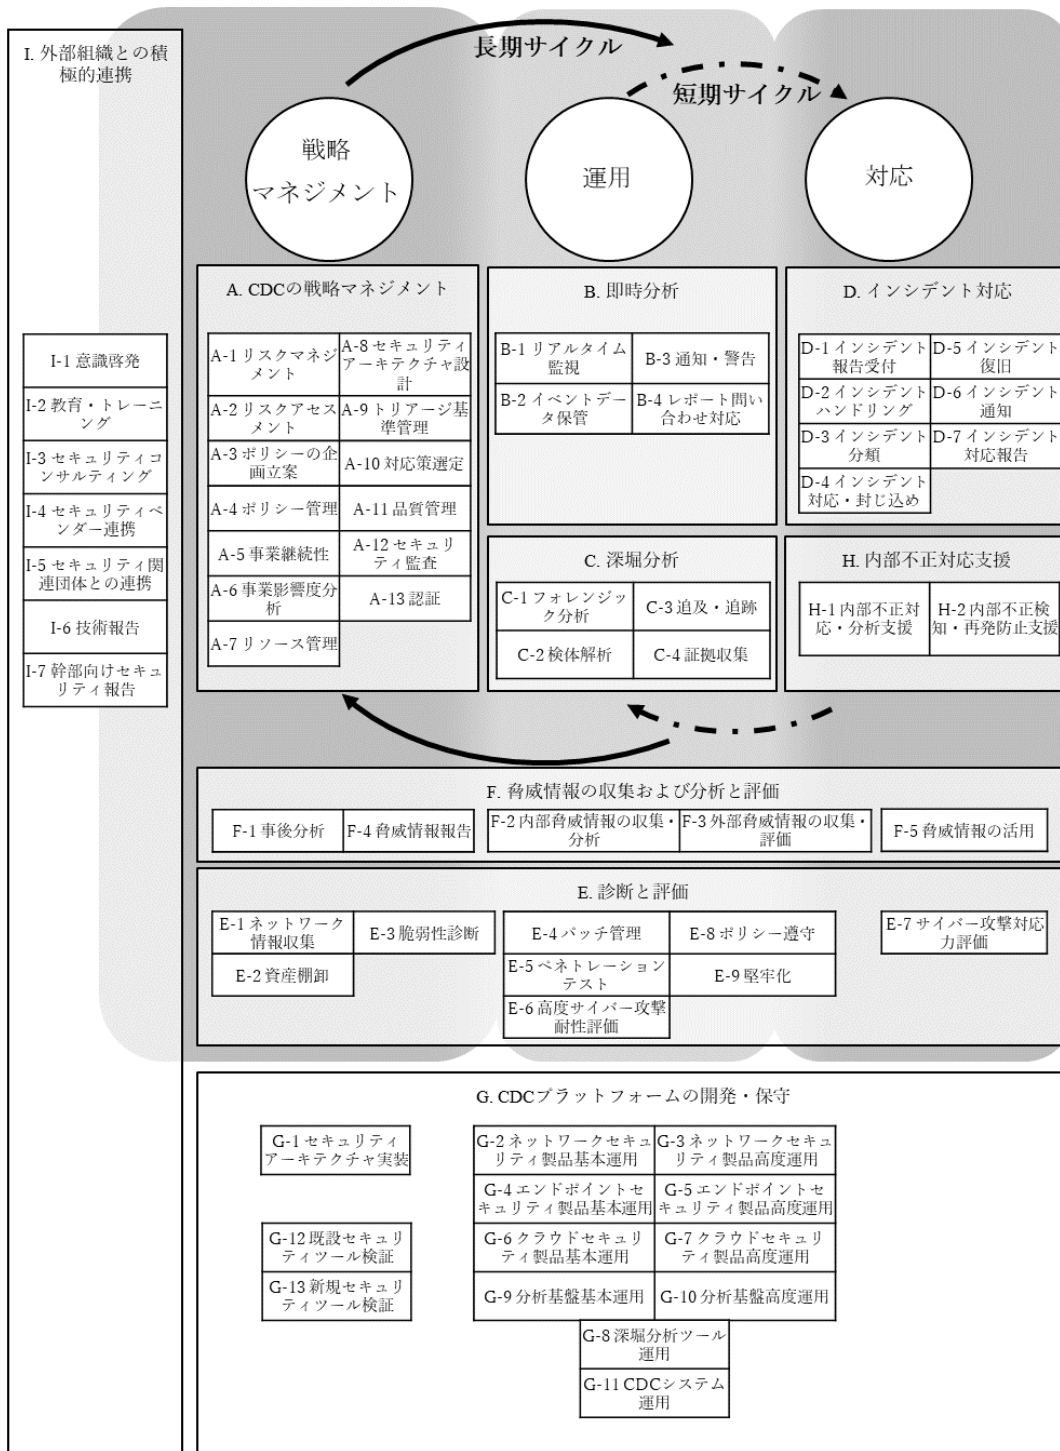 長期サイクル
短期サイクル
I. 外部組織との積
極的連携
戦略
マネジメント
運用
対応
I-1 意識啓発
I-2 教育・トレーニ
ング
I-3 セキュリティコ
ンサルティング
I-4 セキュリティベ
ンダー連携
I-5 セキュリティ関
連団体との連携
I-6 技術報告
I-7 幹部向けセキュ
リティ報告
A. CDCの戦略マネジメント
A-1 リスクマネジ
メント
A-2 リスクアセス
メント
A-3 ポリシーの企
画立案
A-4 ポリシー管理
A-5 事業継続性
A-6 事業影響度分
析
A-7 リソース管理
A-8 セキュリティ
アーキテクチャ設
計
A-9 トリアージ基
準管理
A-10 対応策選定
A-11 品質管理
A-12 セキュリ
ティ監査
A-13 認証
B. 即時分析
B-1 リアルタイム
監視
B-2 イベントデー
タ保管
B-3 通知・警告
B-4 レポート問い
合わせ対応
C. 深堀分析
C-1 フォレンジッ
ク分析
C-2 検体解析
C-3 追及・追跡
C-4 証拠収集
D. インシデント対応
D-1 インシデント
報告受付
D-2 インシデント
ハンドリング
D-3 インシデント
分類
D-4 インシデント
対応・封じ込め
D-5 インシデント
復旧
D-6 インシデント
通知
D-7 インシデント
対応報告
H. 内部不正対応支援
H-1 内部不正対
応・分析支援
H-2 内部不正検
知・再発防止支援
F. 脅威情報の収集および分析と評価
F-1 事後分析
F-4 脅威情報報告
F-2 内部脅威情報の収集・
分析
F-3 外部脅威情報の収集・
評価
F-5 脅威情報の活用
E. 診断と評価
E-1 ネットワーク
情報収集
E-2 資産棚卸
E-3 脆弱性診断
E-4 パッチ管理
E-5 ペネトレーション
テスト
E-6 高度サイバー攻撃
耐性評価
E-8 ポリシー遵守
E-9 堅牢化
E-7 サイバー攻撃対応
力評価
G. CDCプラットフォームの開発・保守
G-1 セキュリティ
アーキテクチャ実装
G-12 既設セキュリ
ティツール検証
G-13 新規セキュリ
ティツール検証
G-2 ネットワークセキュ
リティ製品基本運用
G-3 ネットワークセキュ
リティ製品高度運用
G-4 エンドポイントセ
キュリティ製品基本運用
G-5 エンドポイントセ
キュリティ製品高度運用
G-6 クラウドセキュリ
ティ製品基本運用
G-7 クラウドセキュリ
ティ製品高度運用
G-9 分析基盤基本運用
G-10 分析基盤高度運用
G-8 深堀分析ツール
運用
G-11 CDCシステム
運用